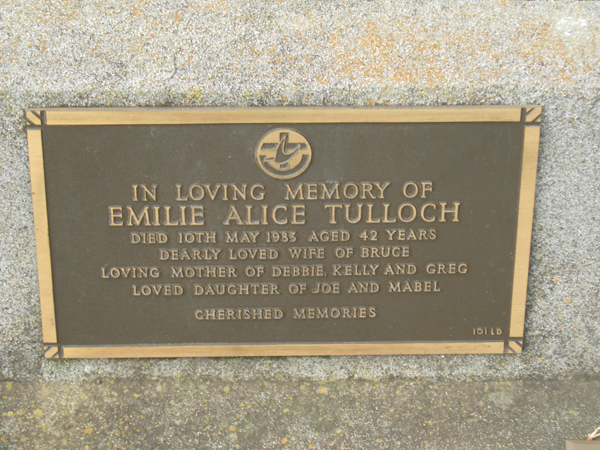 IN LOVING MEMORY OF
EMILIE ALICE TULLOCH
DIED 10TH MAY 1983 AGED 42 YEARS
DEARLY LOVED WIFE OF BRUCE
LOVING MOTHER OF DEBBIE, KELLY AND GREG
LOVED DAUGHTER OF JOE AND MABEL
CHERISHED MEMORIES